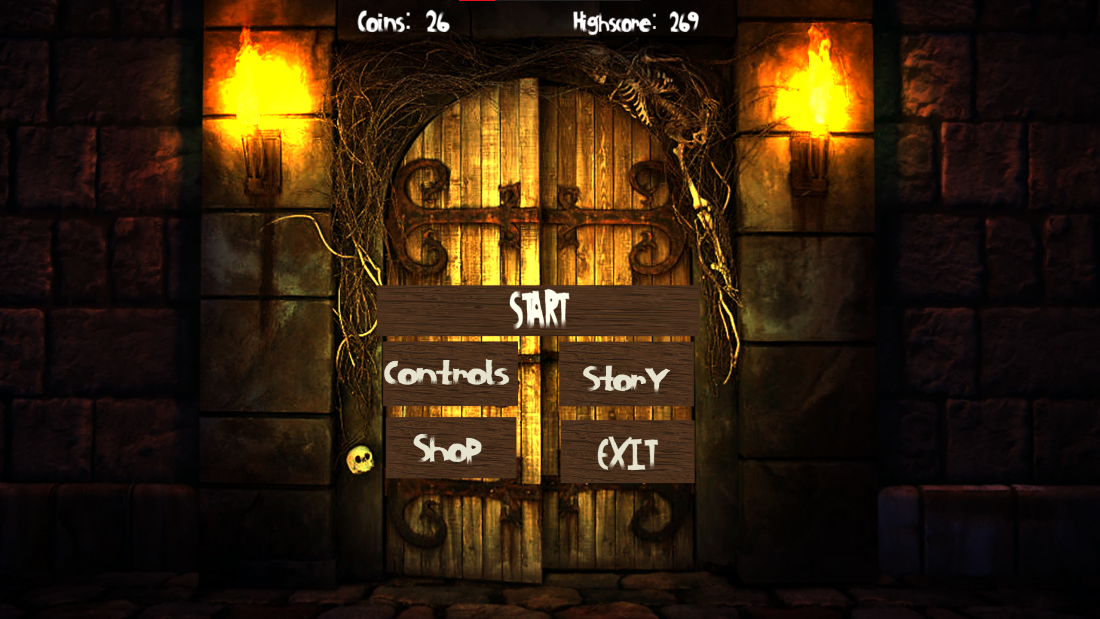 Coins: 26 Highscore: 269
START
Controls StorY
ShoP EXIT